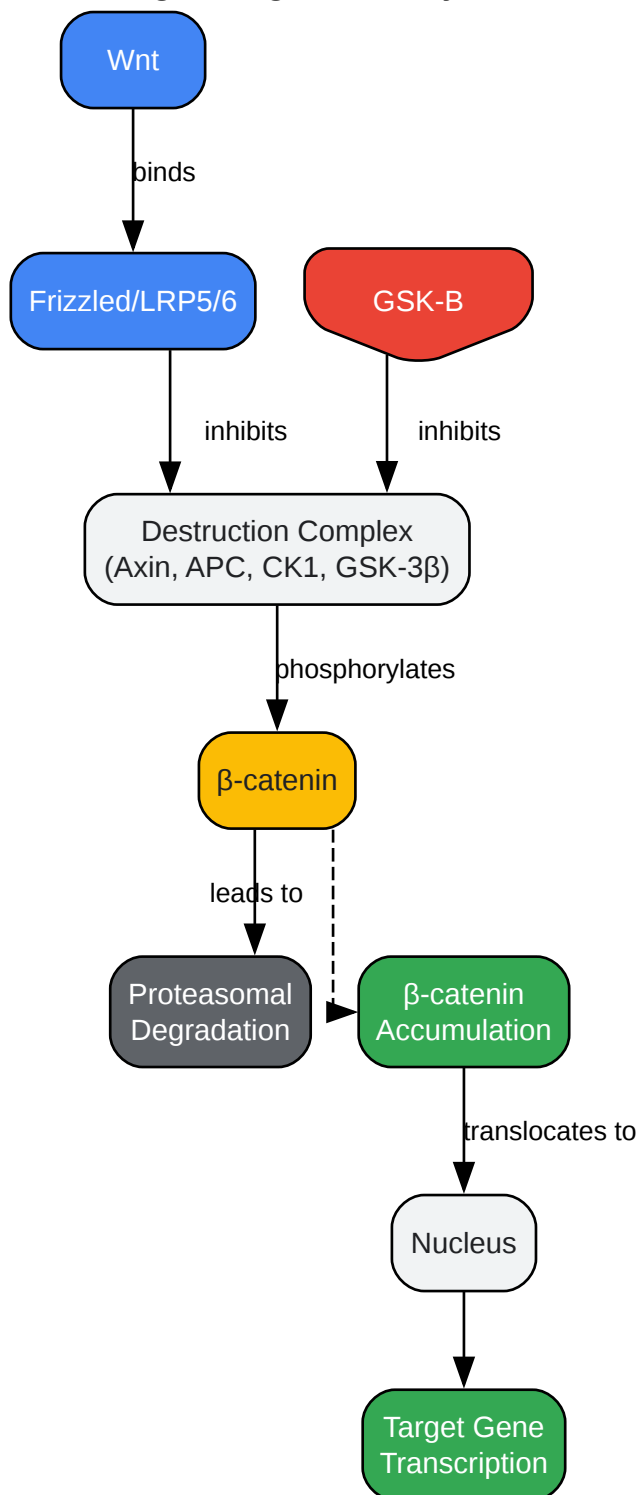 Wnt
binds
Frizzled/LRP5/6
GSK-B
inhibits
inhibits
Destruction Complex
(Axin, APC, CK1, GSK-3β)
phosphorylates
β-catenin
leads to
Proteasomal
Degradation
β-catenin
Accumulation
translocates to
Nucleus
Target Gene
Transcription